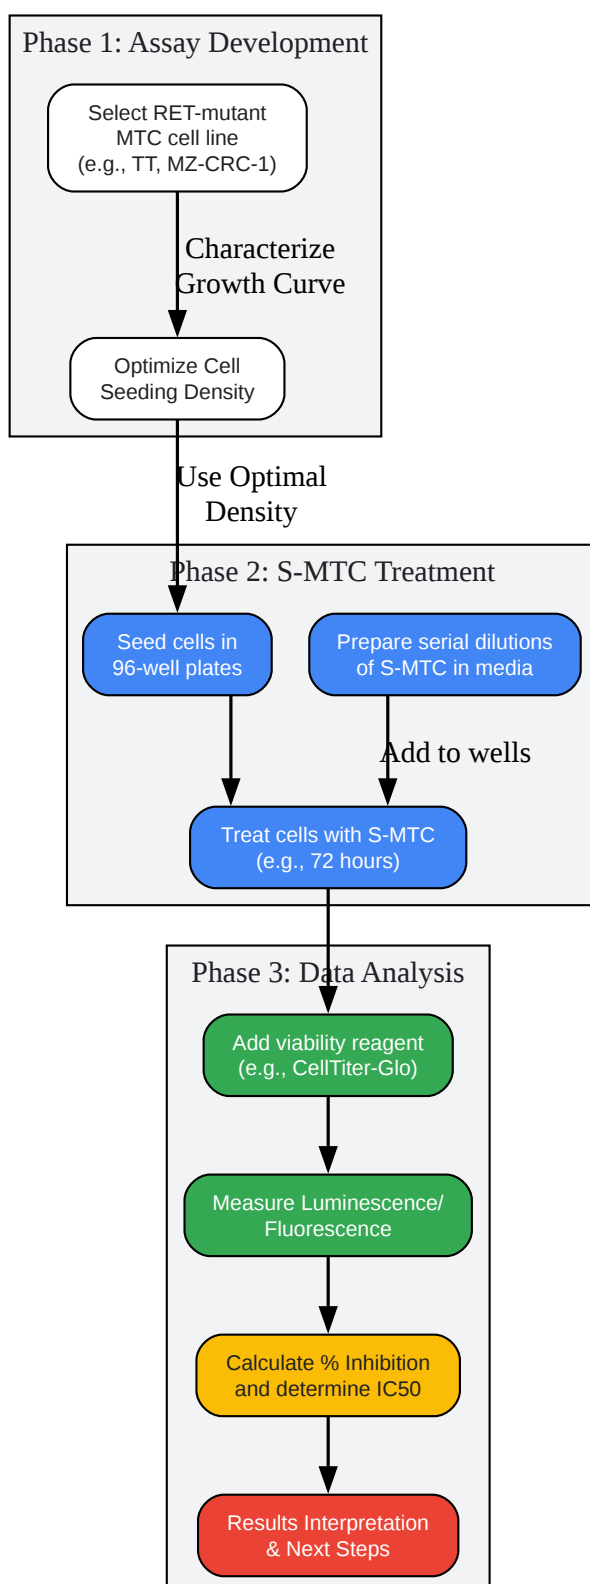 Phase 1: Assay Development
Select RET-mutant
MTC cell line
(e.g., TT, MZ-CRC-1)
Characterize
Growth Curve
Optimize Cell
Seeding Density
Use Optimal
Density
Phase 2: S-MTC Treatment
Seed cells in
96-well plates
Prepare serial dilutions
of S-MTC in media
Add to wells
Treat cells with S-MTC
(e.g., 72 hours)
Phase 3: Data Analysis
Add viability reagent
(e.g., CellTiter-Glo)
Measure Luminescence/
Fluorescence
Calculate % Inhibition
and determine IC50
Results Interpretation
& Next Steps